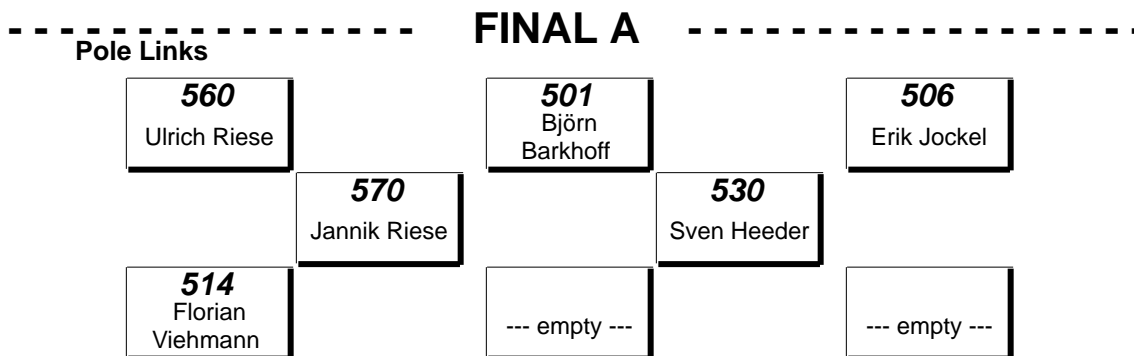 FINAL A
Pole Links
560
Ulrich Riese
501
Björn
Barkhoff
506
Erik Jockel
570
Jannik Riese
530
Sven Heeder
514
Florian
Viehmann
--- empty ---
--- empty ---